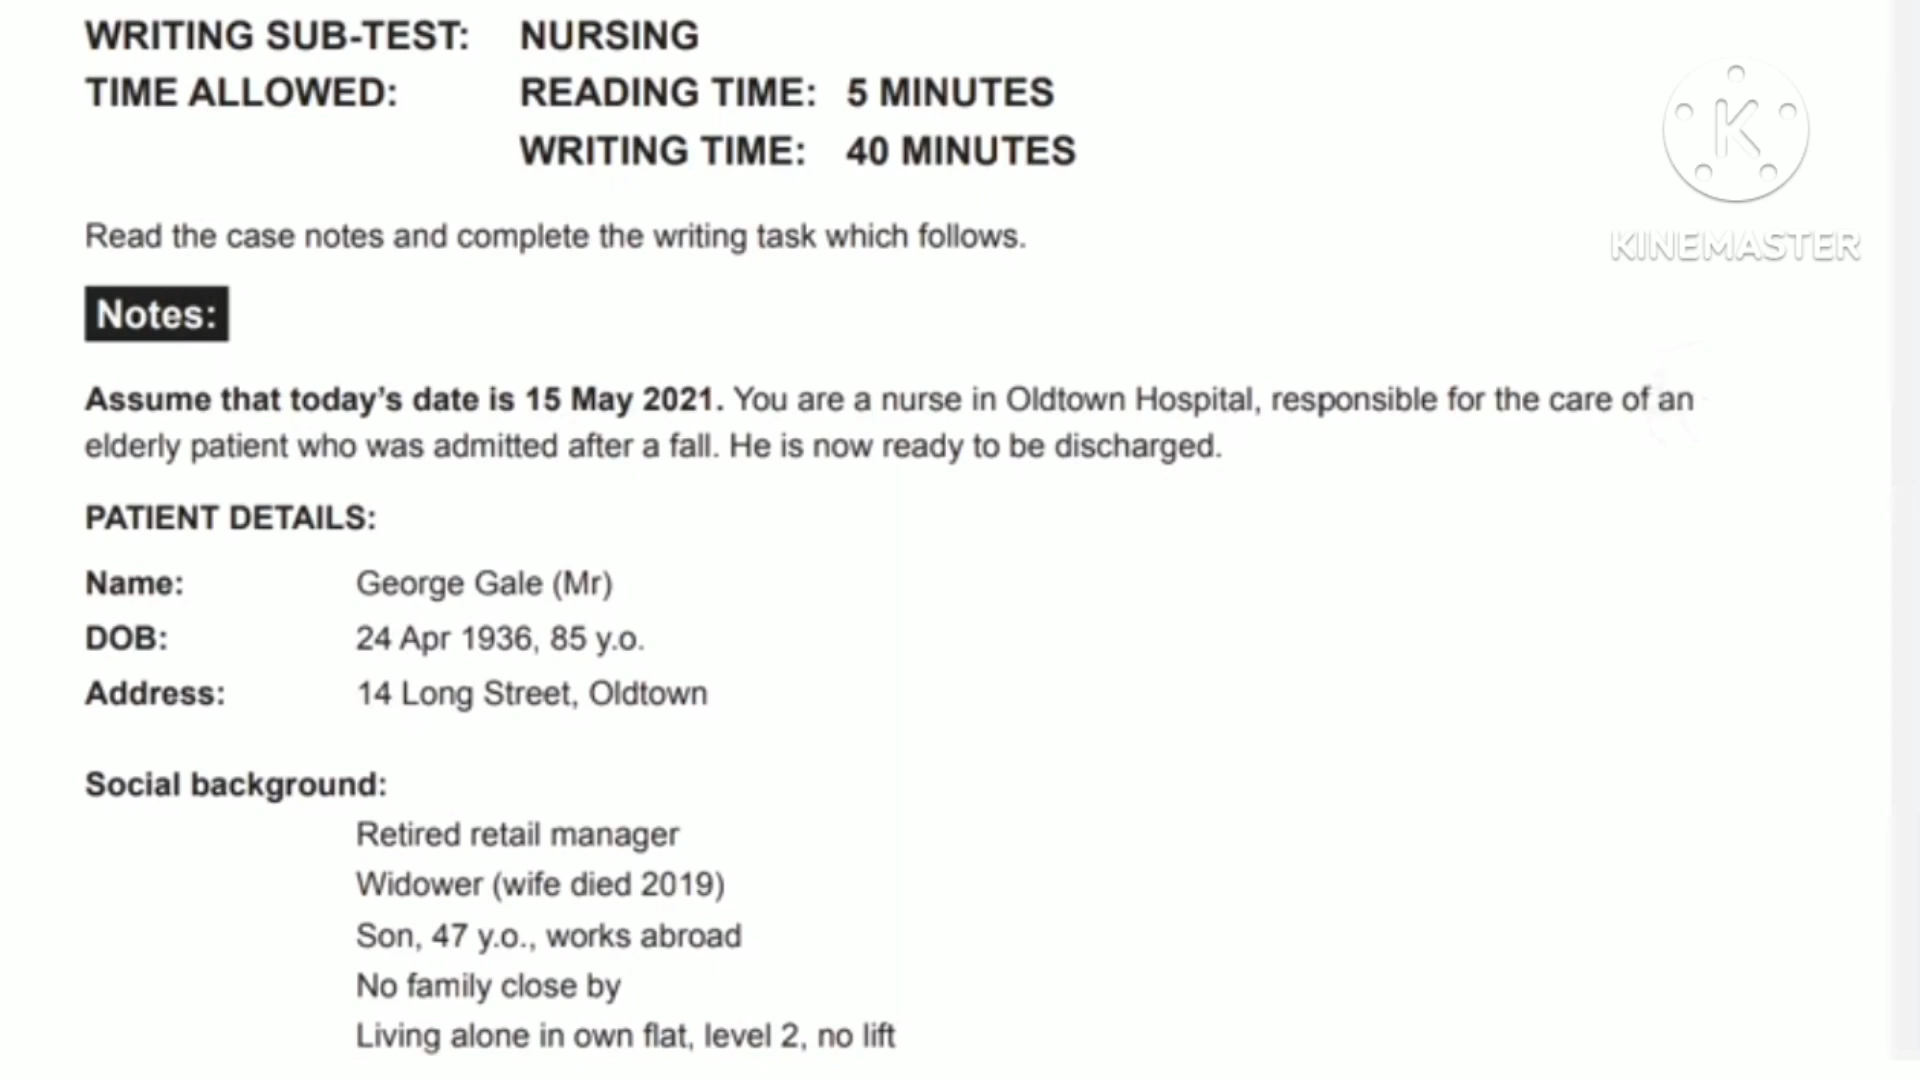 WRITING SUB-TEST: NURSING
TIME ALLOWED: READING TIME: 5 MINUTES
WRITING TIME: 40 MINUTES
K
KINEMASTER
Read the case notes and complete the writing task which follows.
Notes:
Assume that today's date is 15 May 2021. You are a nurse in Oldtown Hospital, responsible for the care of an
elderly patient who was admitted after a fall. He is now ready to be discharged.
PATIENT DETAILS:
Name: George Gale (Mr)
DOB: 24 Apr 1936, 85 y.o.
Address: 14 Long Street, Oldtown
Social background:
Retired retail manager
Widower (wife died 2019)
Son, 47 y.o., works abroad
No family close by
Living alone in own flat, level 2, no lift